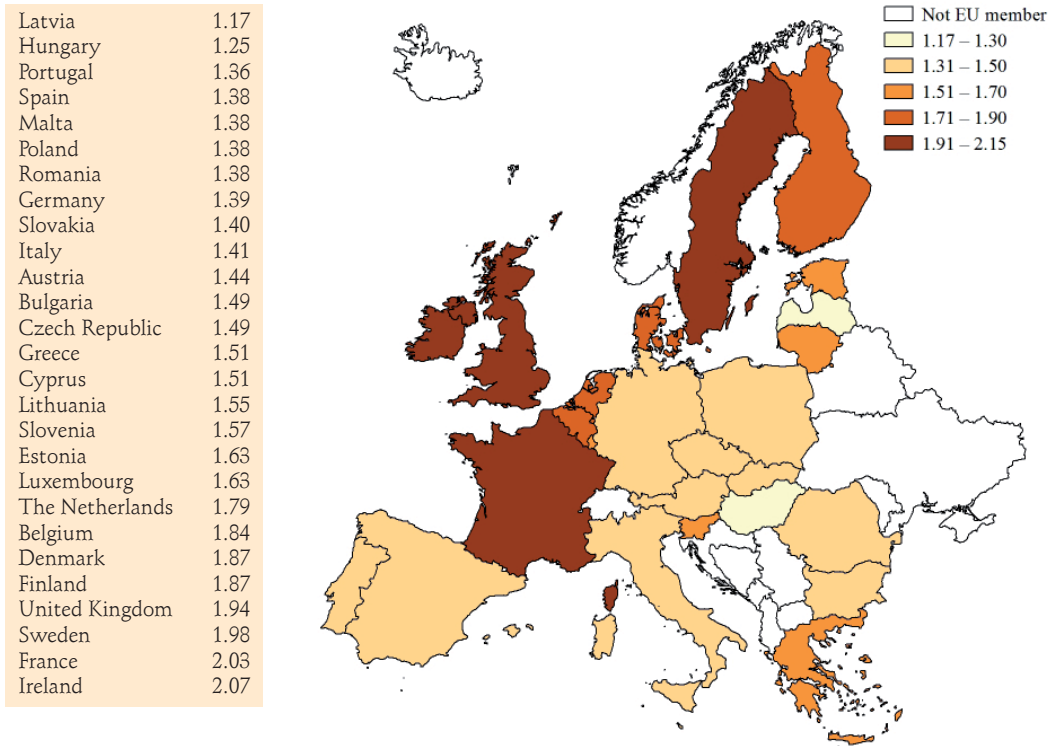 Latvia 1.17
Hungary 1.25
Portugal 1.36
Spain 1.38
Malta 1.38
Poland 1.38
Romania 1.38
Germany 1.39
Slovakia 1.40
Italy 1.41
Austria 1.44
Bulgaria 1.49
Czech Republic 1.49
Greece 1.51
Cyprus 1.51
Lithuania 1.55
Slovenia 1.57
Estonia 1.63
Luxembourg 1.63
The Netherlands 1.79
Belgium 1.84
Denmark 1.87
Finland 1.87
United Kingdom 1.94
Sweden 1.98
France 2.03
Ireland 2.07
Not EU member
1.17 – 1.30
1.31 – 1.50
1.51 – 1.70
1.71 – 1.90
1.91 – 2.15